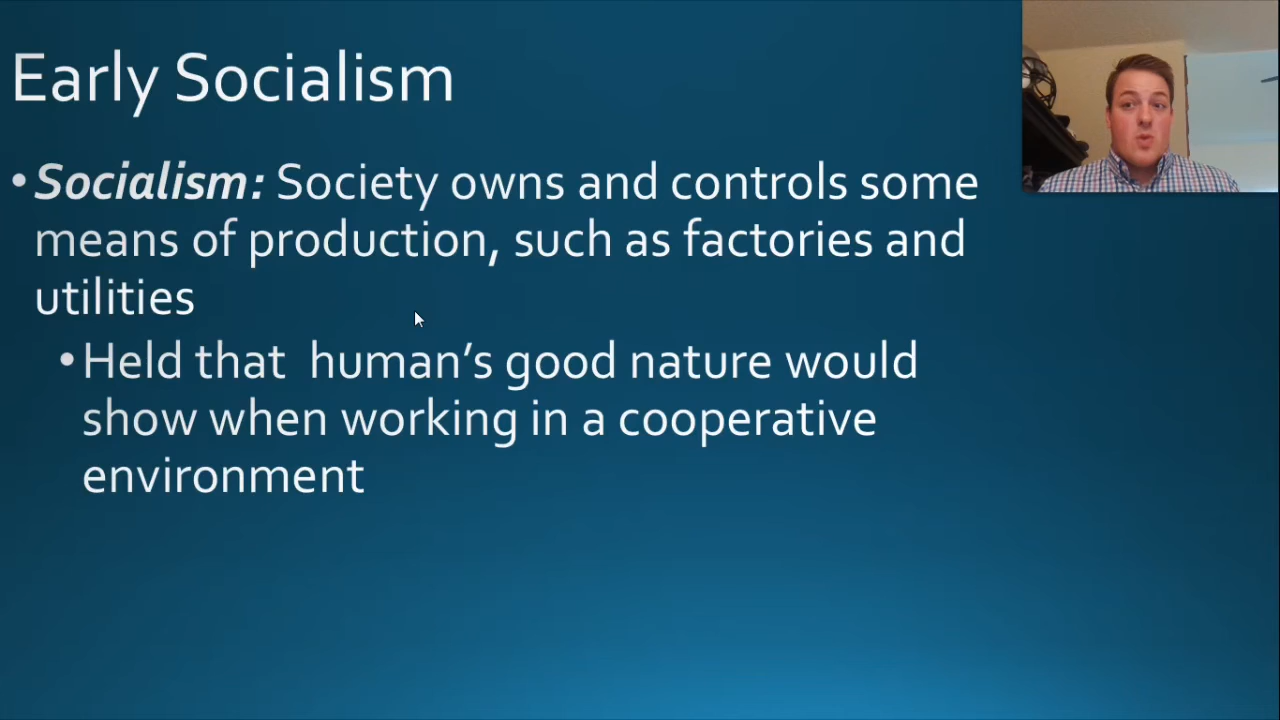 Early Socialism
• Socialism: Society owns and controls some
means of production, such as factories and
utilities
• Held that  human’s good nature would
show when working in a cooperative
environment